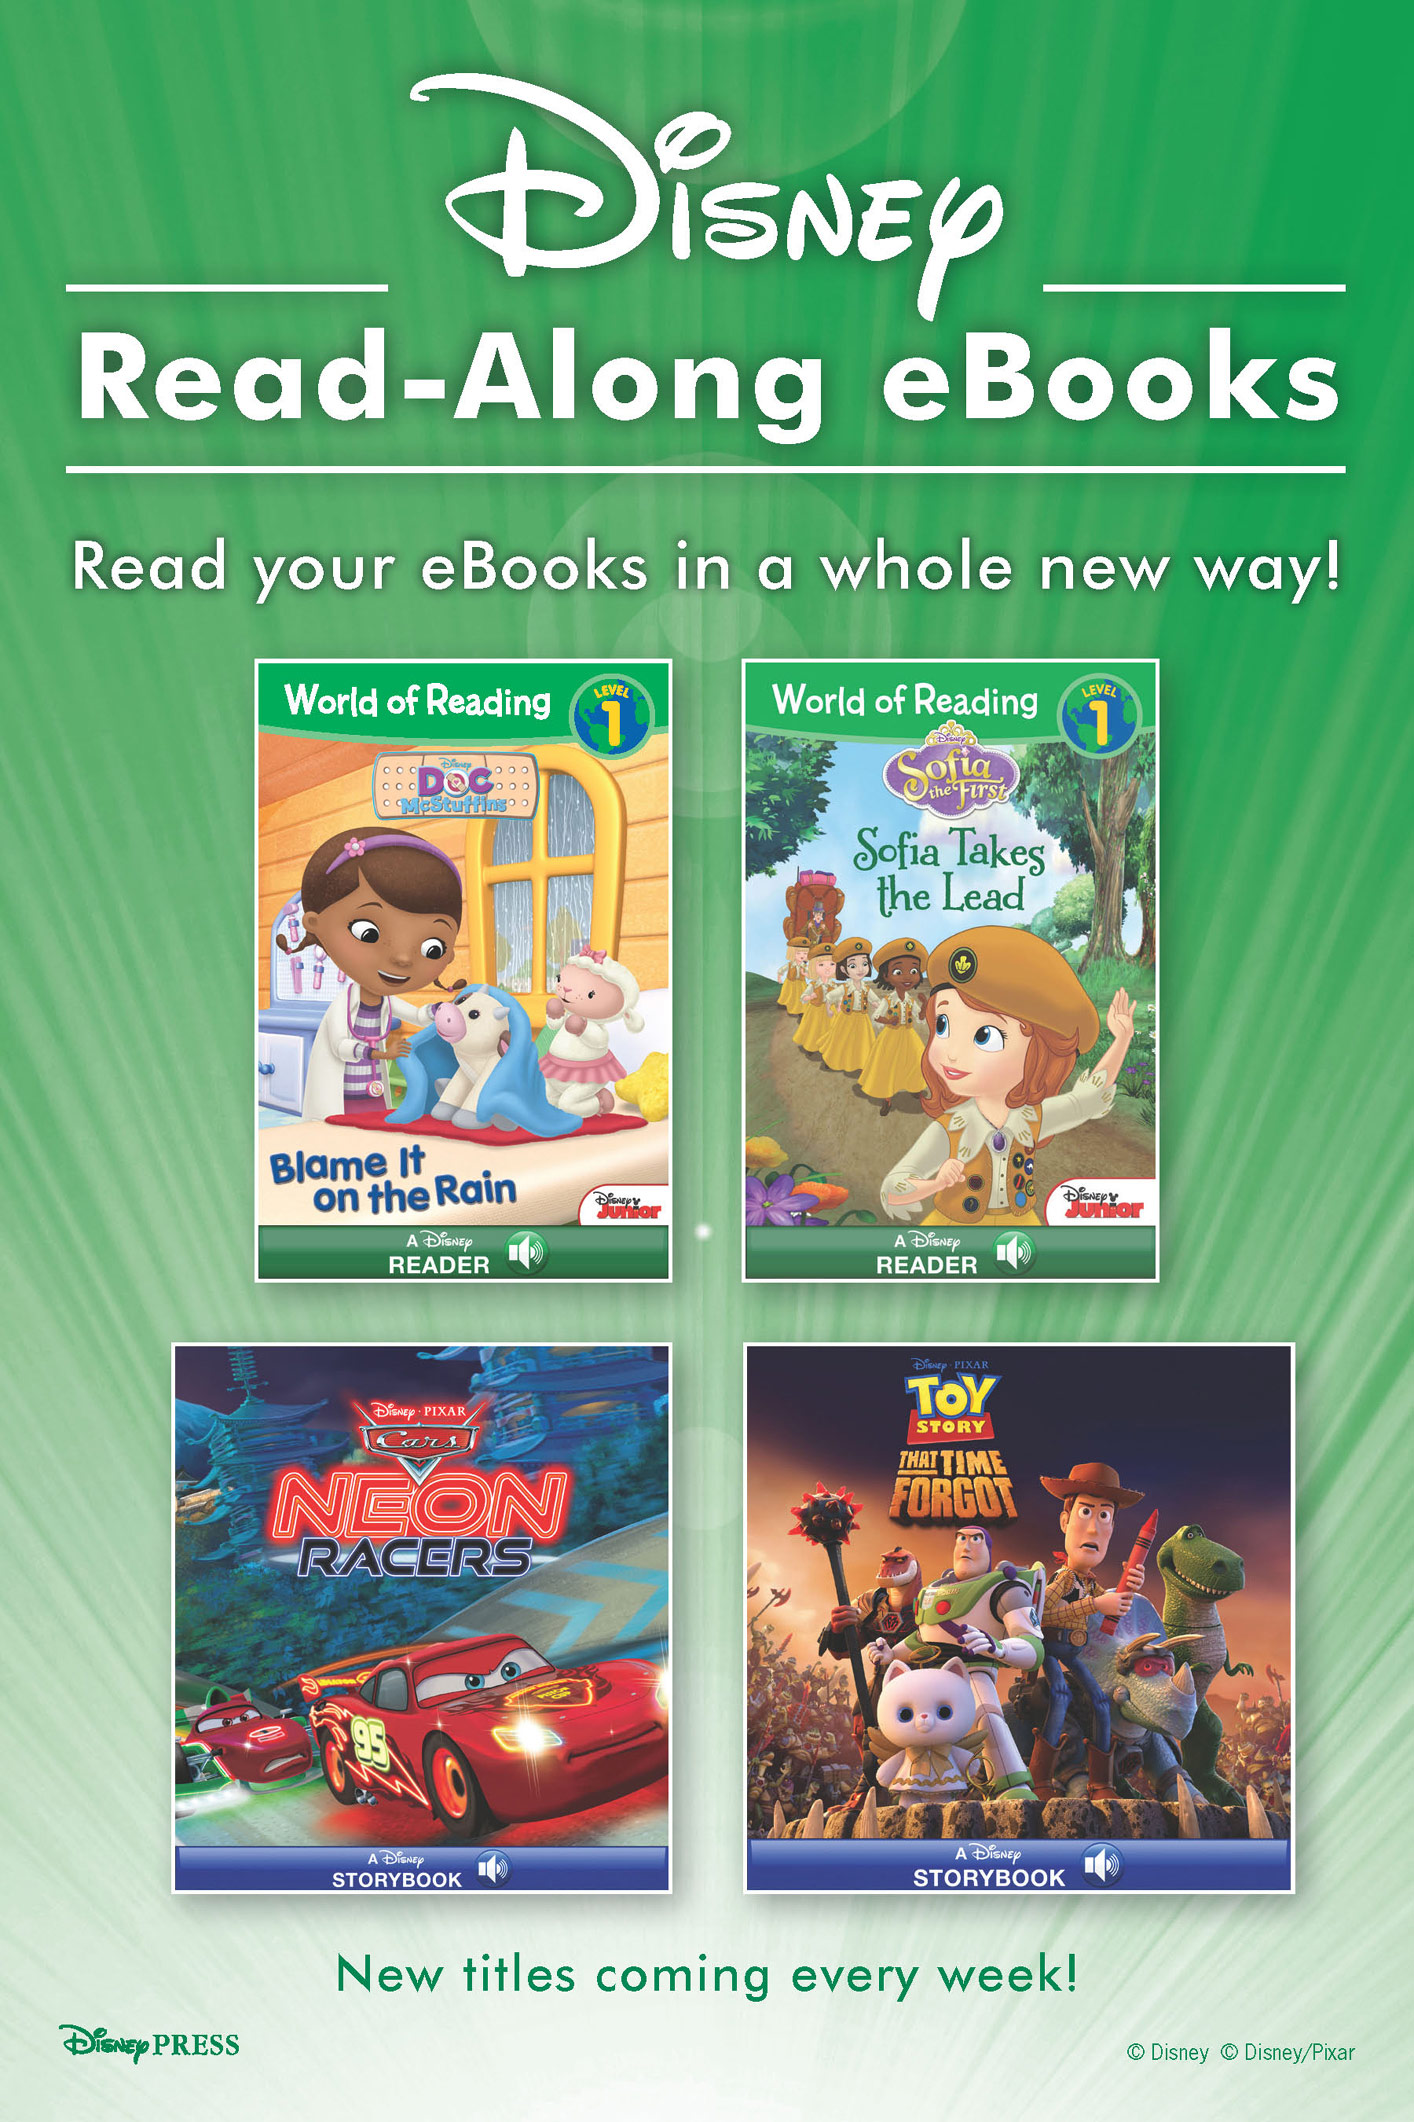 Disney
Read-Along eBooks
Read your eBooks in a whole new way!
World of Reading
LEVEL
1
Disney
DOC
McStuffins
Blame It
on the Rain
Disney
Junior
A Disney
READER
World of Reading
LEVEL
1
Disney
Sofia
the First
Sofia Takes
the Lead
Disney
Junior
A Disney
READER
Disney · PIXAR
Cars
NEON
RACERS
95
A Disney
STORYBOOK
Disney · PIXAR
TOY
STORY
THAT TIME
FORGOT
A Disney
STORYBOOK
New titles coming every week!
Disney PRESS
© Disney © Disney/Pixar